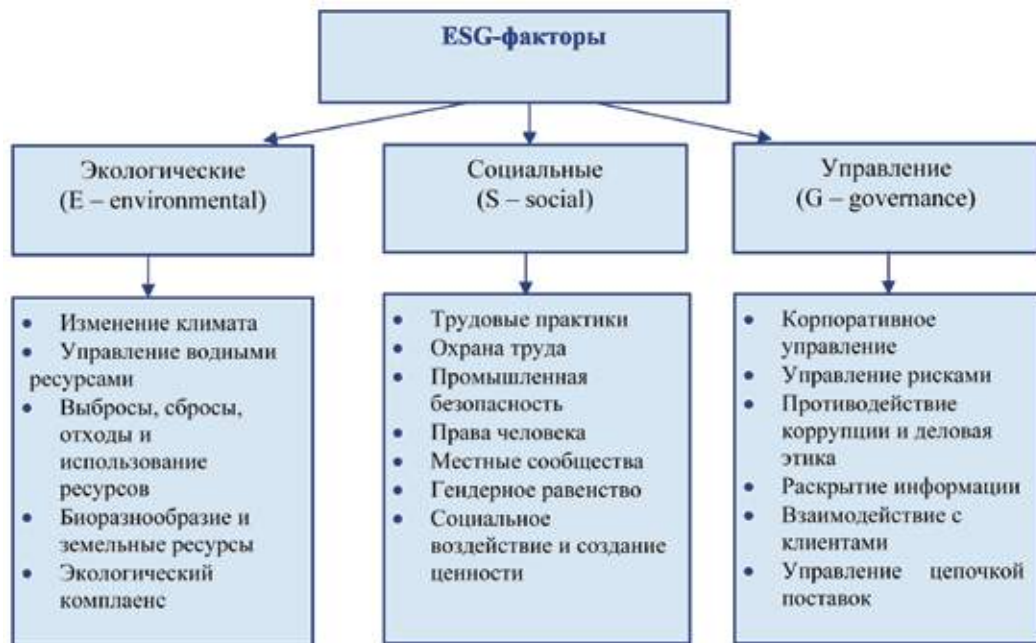 ESG-факторы
Экологические
(E – environmental)
Социальные
(S – social)
Управление
(G – governance)
• Изменение климата
• Управление водными
ресурсами
• Выбросы, сбросы,
отходы и
использование
ресурсов
• Биоразнообразие и
земельные ресурсы
• Экологический
комплаенс
• Трудовые практики
• Охрана труда
• Промышленная
безопасность
• Права человека
• Местные сообщества
• Гендерное равенство
• Социальное
воздействие и создание
ценности
• Корпоративное
управление
• Управление рисками
• Противодействие
коррупции и деловая
этика
• Раскрытие информации
• Взаимодействие с
клиентами
• Управление цепочкой
поставок